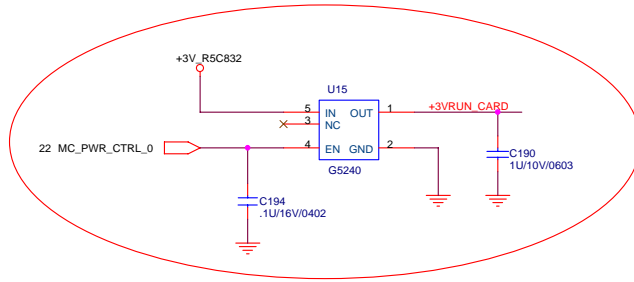 +3V_R5C832
U15
5 IN OUT 1 +3VRUN_CARD
3 NC
22 MC_PWR_CTRL_0 4 EN GND 2
G5240
C190
1U/10V/0603
C194
.1U/16V/0402